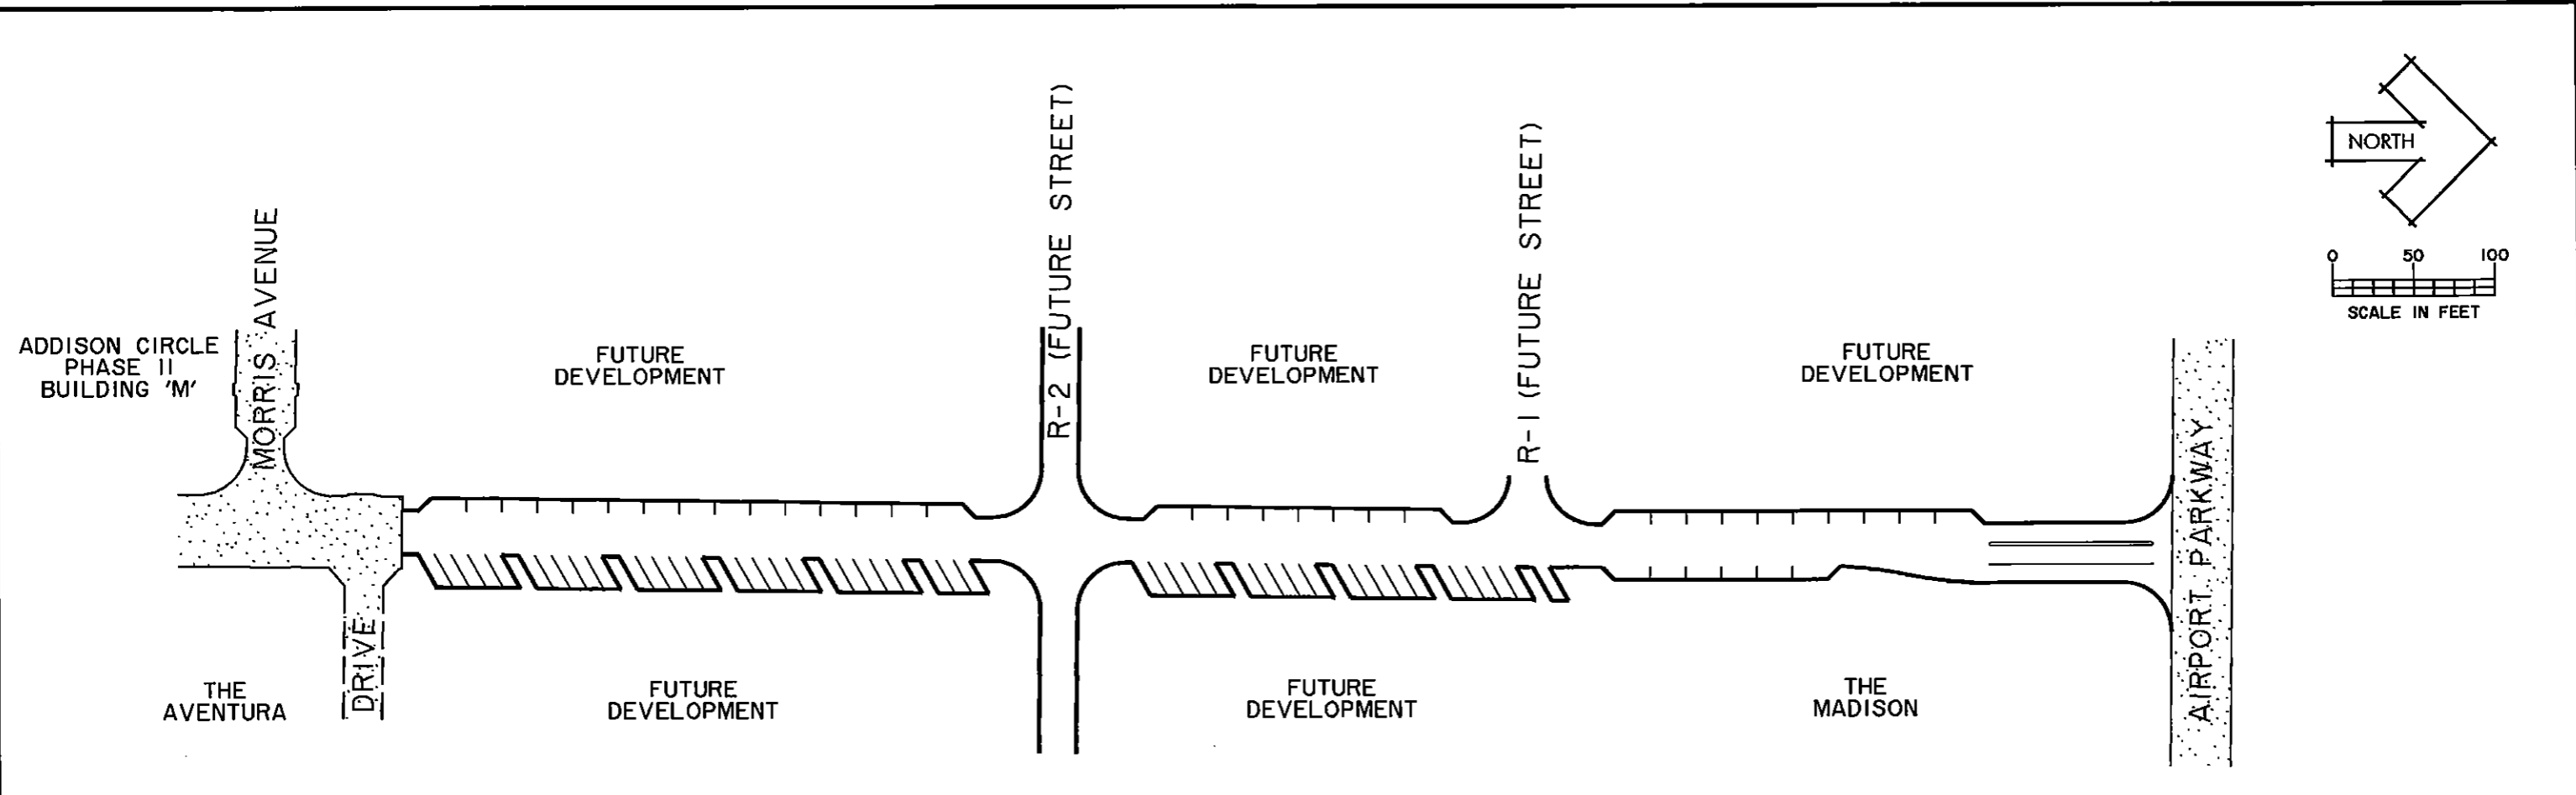 NORTH
0 50 100
SCALE IN FEET
MORRIS AVENUE
R-2 (FUTURE STREET)
R-1 (FUTURE STREET)
ADDISON CIRCLE
PHASE II
BUILDING 'M'
FUTURE
DEVELOPMENT
FUTURE
DEVELOPMENT
FUTURE
DEVELOPMENT
AIRPORT PARKWAY
DRIVE
THE
AVENTURA
FUTURE
DEVELOPMENT
FUTURE
DEVELOPMENT
THE
MADISON